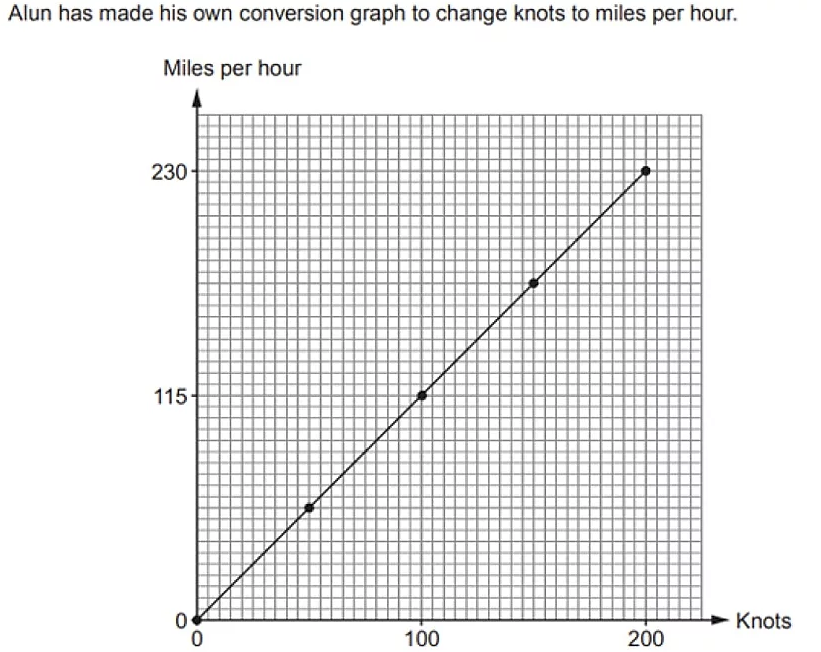 Alun has made his own conversion graph to change knots to miles per hour.
Miles per hour
230
115
0
0 100 200
Knots